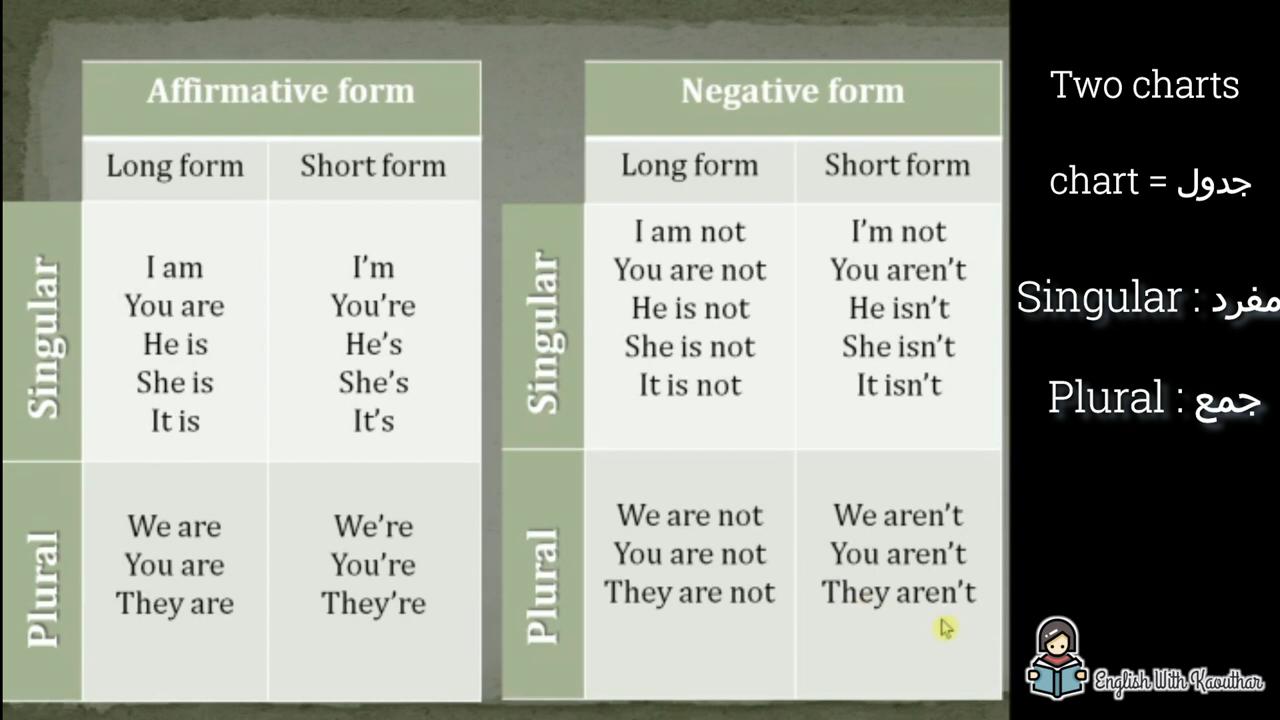 Affirmative form
Long form
Short form
Singular
I am
You are
He is
She is
It is
I'm
You're
He's
She's
It's
Plural
We are
You are
They are
We're
You're
They're
Negative form
Long form
Short form
Singular
I am not
You are not
He is not
She is not
It is not
I'm not
You aren't
He isn't
She isn't
It isn't
Plural
We are not
You are not
They are not
We aren't
You aren't
They aren't
Two charts
chart = جدول
Singular : مفرد
Plural : جمع
English With Kaouthar